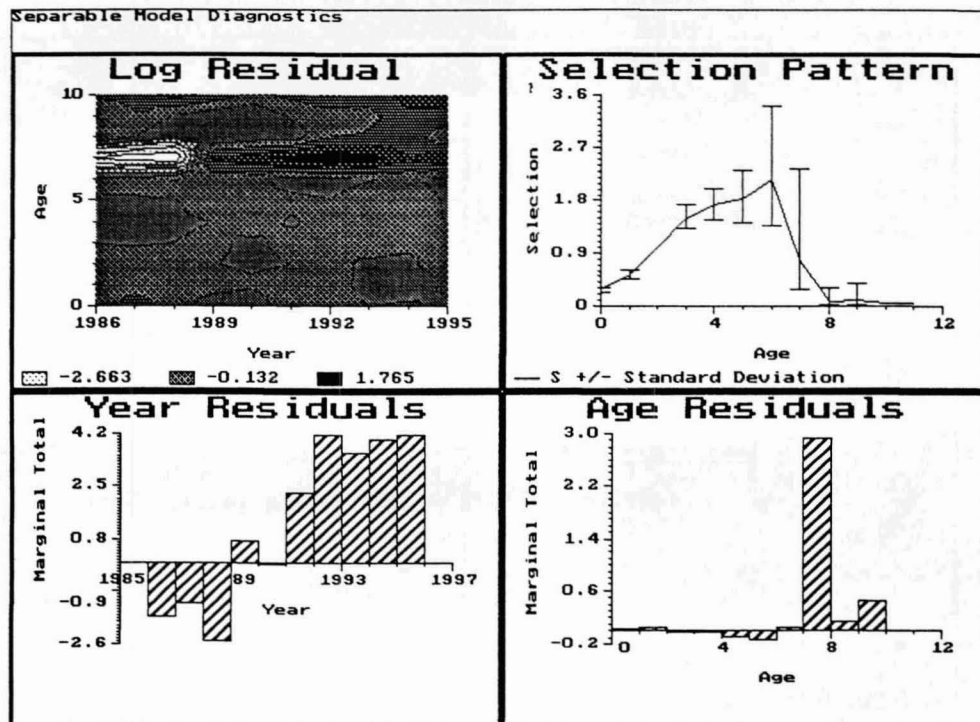 Separable Model Diagnostics
Log Residual
10
5
0
Age
1986 1989 1992 1995
Year
-2.663 -0.132 1.765
Selection Pattern
3.6
2.7
1.8
0.9
0
Selection
0 4 8 12
Age
S +/- Standard Deviation
Year Residuals
4.2
2.5
0.8
-0.9
-2.6
Marginal Total
1985 89 1993 1997
Year
Age Residuals
3.0
2.2
1.4
0.6
-0.2
Marginal Total
0 4 8 12
Age